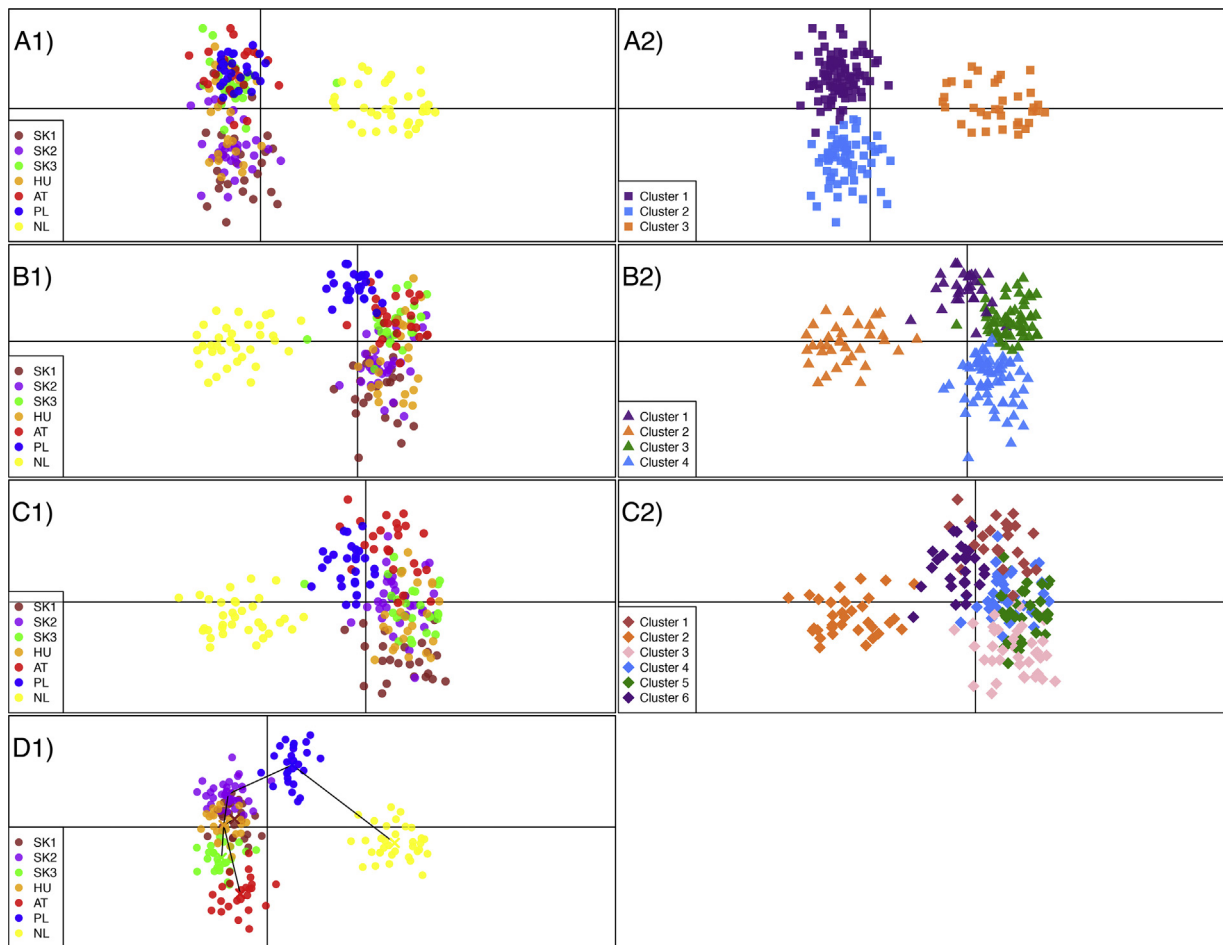 A1)
SK1
SK2
SK3
HU
AT
PL
NL
A2)
Cluster 1
Cluster 2
Cluster 3
B1)
SK1
SK2
SK3
HU
AT
PL
NL
B2)
Cluster 1
Cluster 2
Cluster 3
Cluster 4
C1)
SK1
SK2
SK3
HU
AT
PL
NL
C2)
Cluster 1
Cluster 2
Cluster 3
Cluster 4
Cluster 5
Cluster 6
D1)
SK1
SK2
SK3
HU
AT
PL
NL